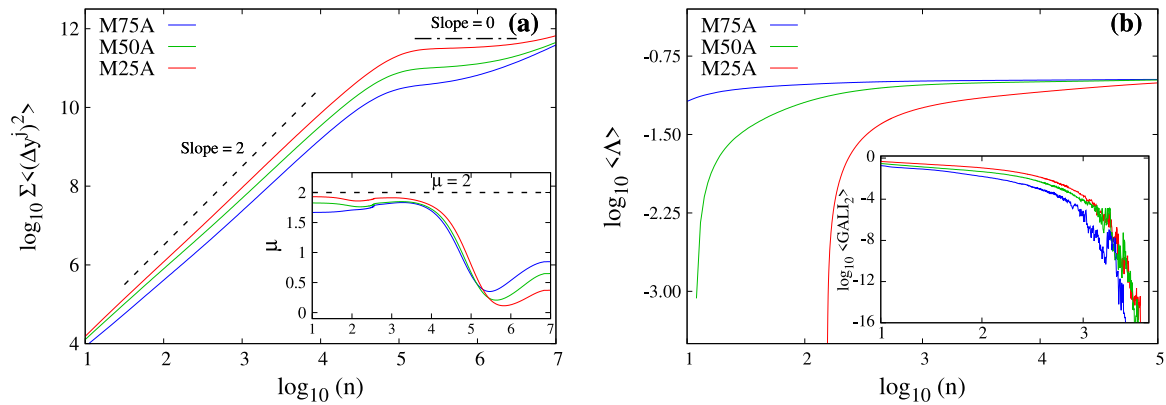 (a)
Slope = 0
M75A
M50A
M25A
Slope = 2
12
10
8
6
4
log₁₀ Σ<(Δyʲ)²>
μ = 2
2
1.5
1
0.5
0
μ
1 2 3 4 5 6 7
1 2 3 4 5 6 7
log₁₀ (n)
(b)
M75A
M50A
M25A
-0.75
-1.50
-2.25
-3.00
log₁₀ <Λ>
0
-4
-8
-12
-16
log₁₀ <GALI₂>
1 2 3
1 2 3 4 5
log₁₀ (n)